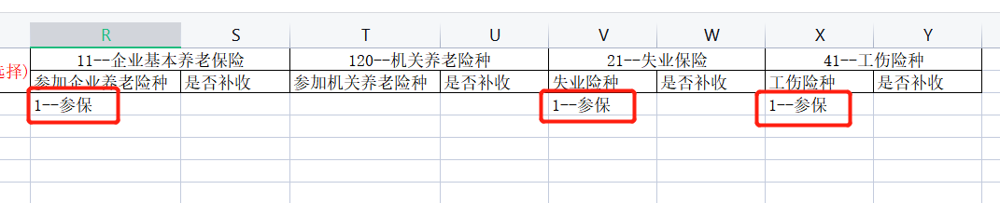 R S T U V W X Y
选择) 11--企业基本养老保险 120--机关养老险种 21--失业保险 41--工伤险种
参加企业养老险种 是否补收 参加机关养老险种 是否补收 失业险种 是否补收 工伤险种 是否补收
1--参保 1--参保 1--参保